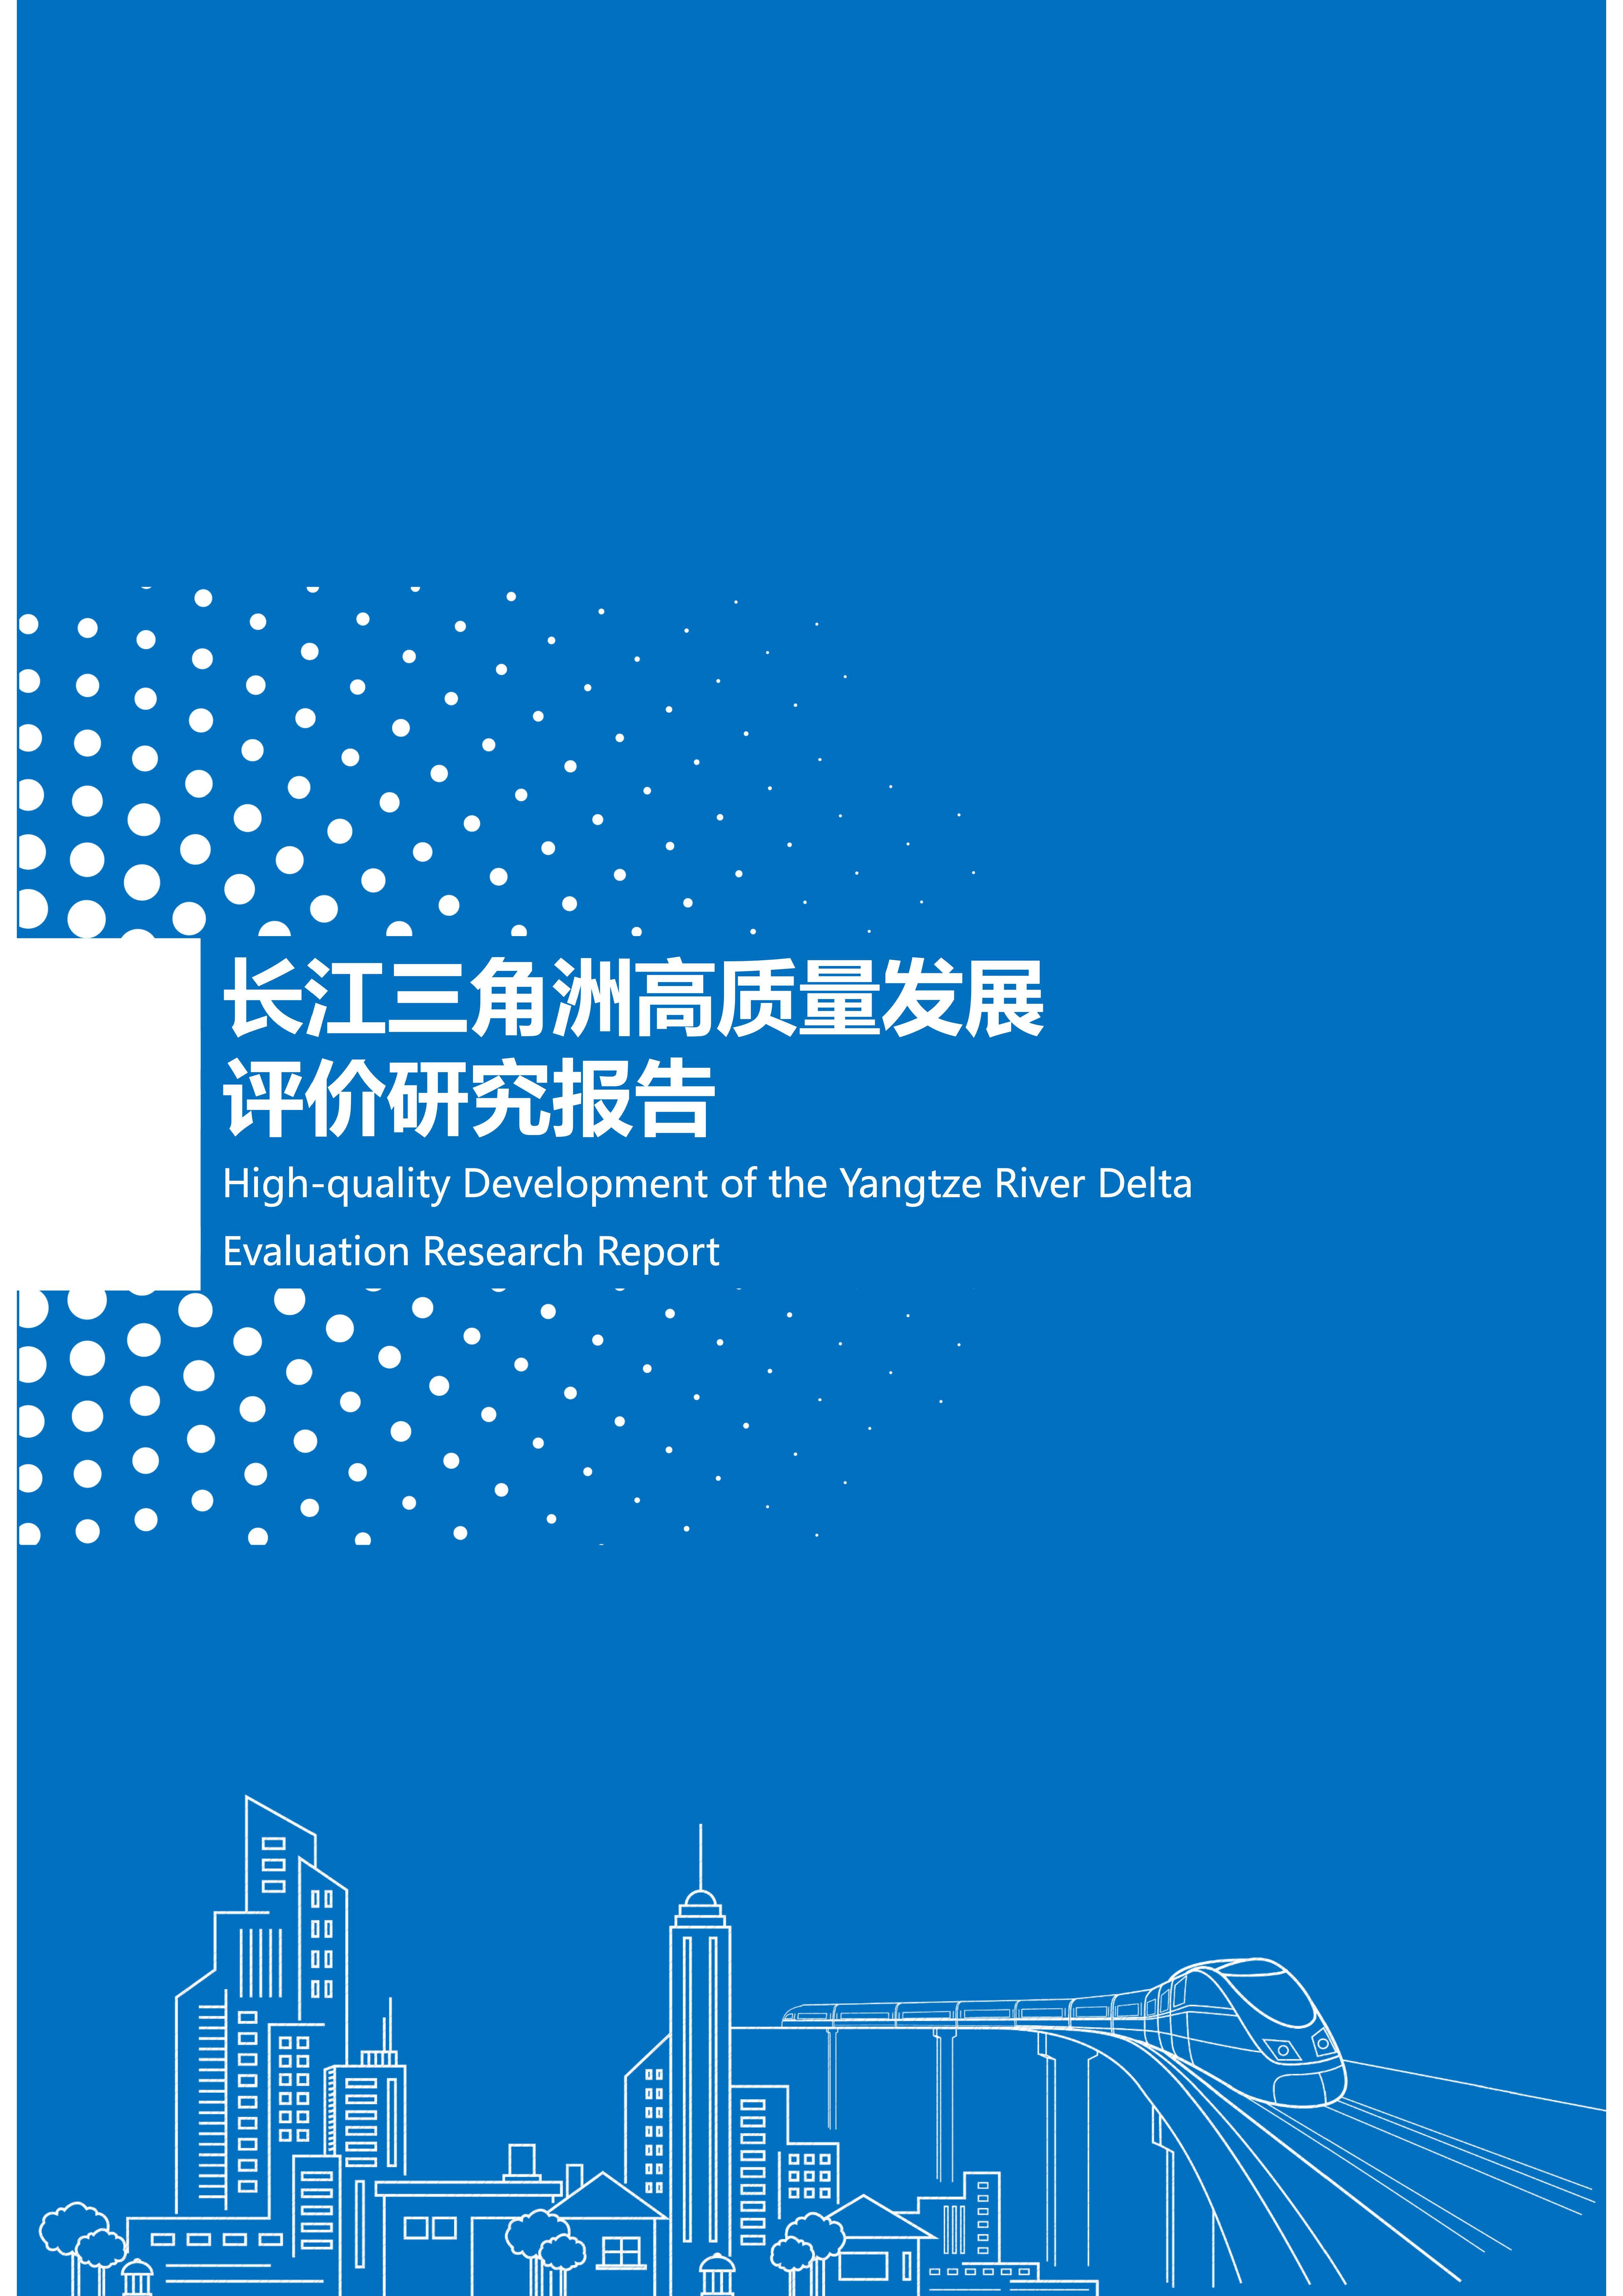 长江三角洲高质量发展
评价研究报告
High-quality Development of the Yangtze River Delta
Evaluation Research Report